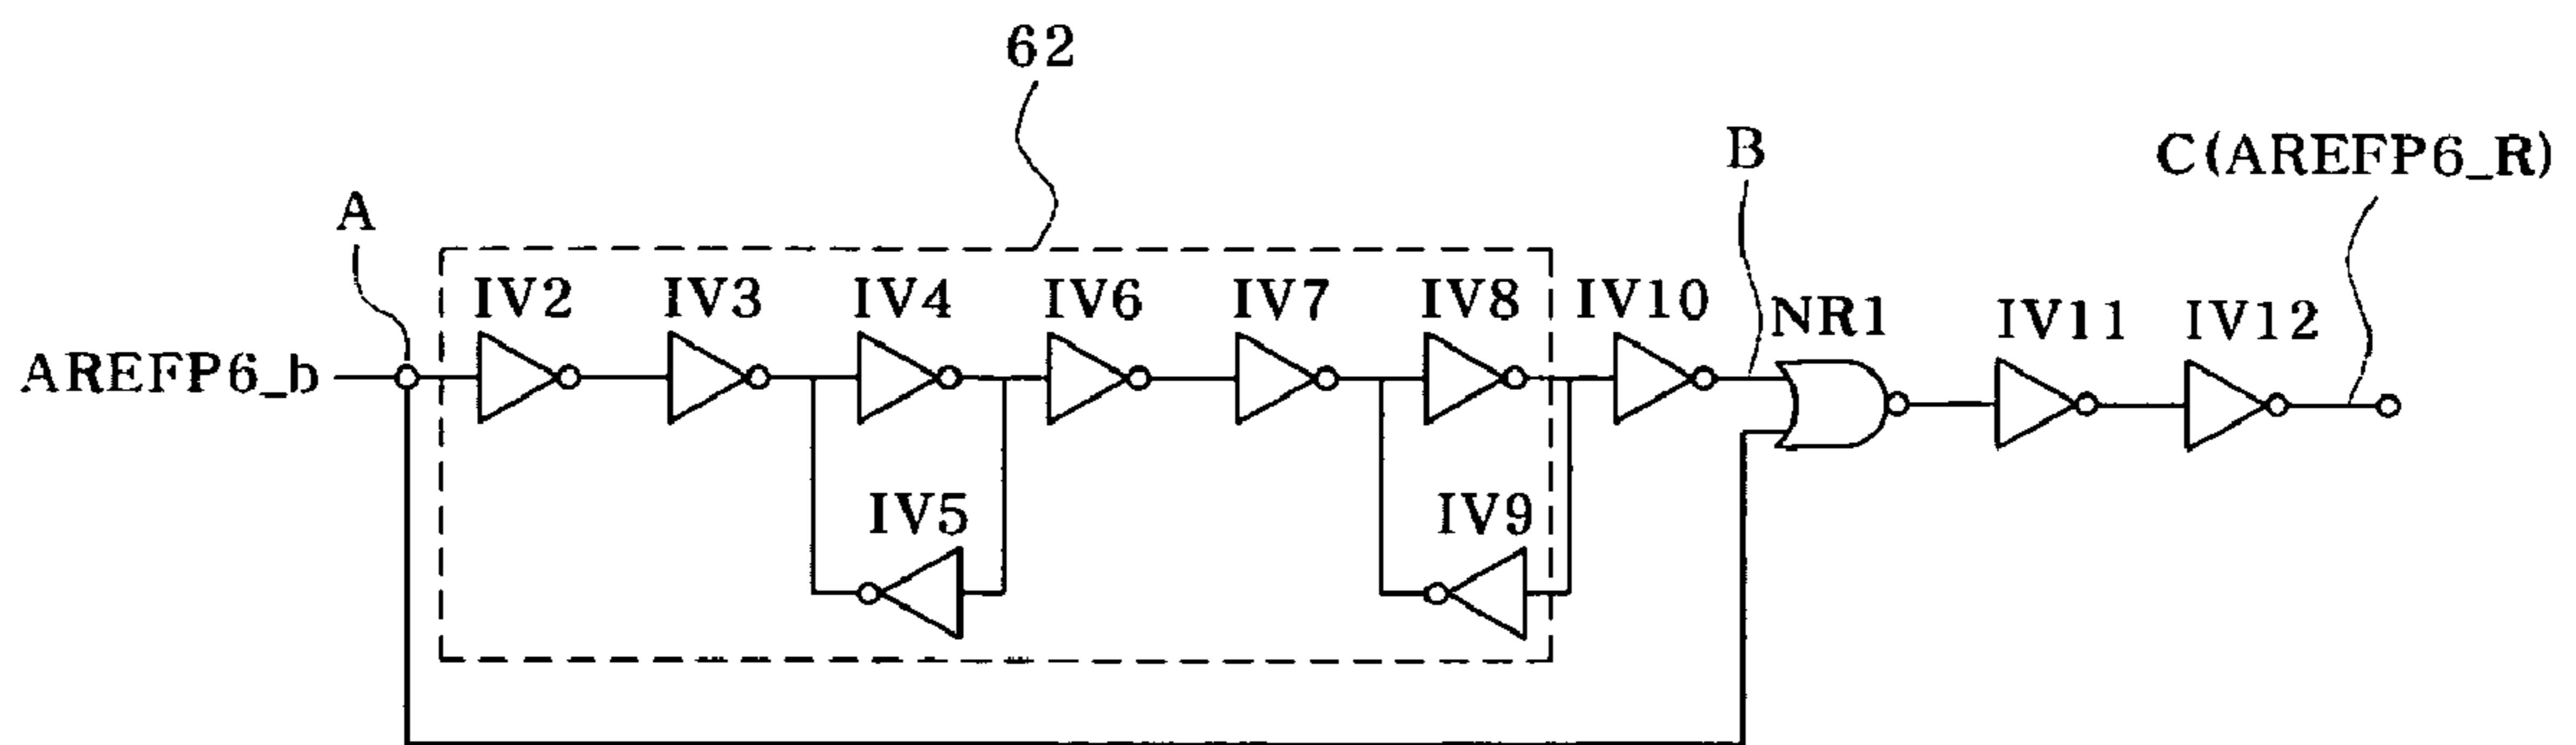 62
A
B
C(AREFP6_R)
IV2
IV3
IV4
IV6
IV7
IV8
IV10
NR1
IV11
IV12
AREFP6_b
IV5
IV9